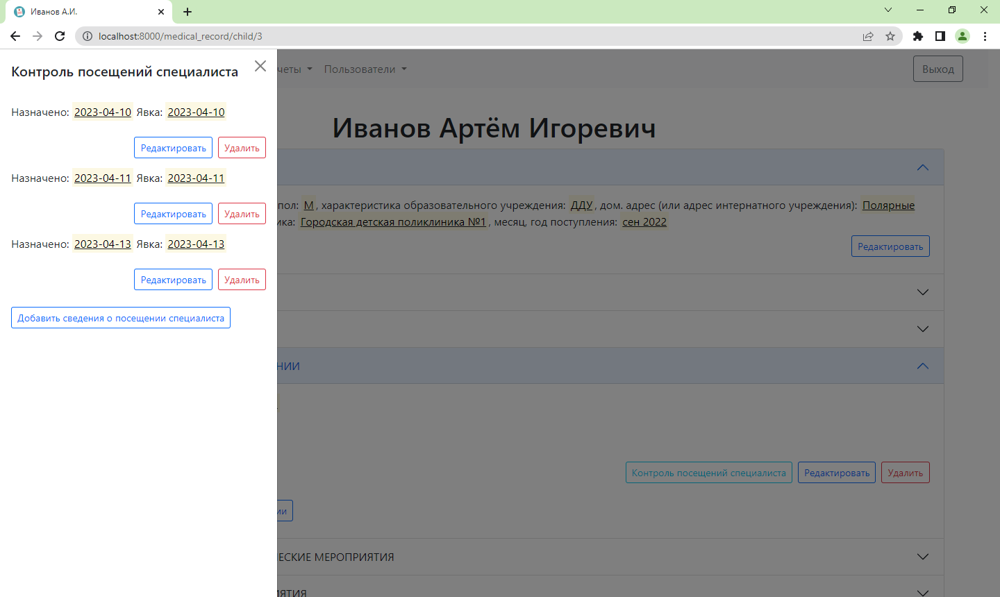 Иванов А.И.
localhost:8000/medical_record/child/3
Контроль посещений специалиста
Назначено: 2023-04-10 Явка: 2023-04-10
Редактировать Удалить
Назначено: 2023-04-11 Явка: 2023-04-11
Редактировать Удалить
Назначено: 2023-04-13 Явка: 2023-04-13
Редактировать Удалить
Добавить сведения о посещении специалиста
четы Пользователи Выход
Иванов Артём Игоревич
пол: М, характеристика образовательного учреждения: ДДУ, дом. адрес (или адрес интернатного учреждения): Полярные
ика: Городская детская поликлиника №1, месяц, год поступления: сен 2022
Редактировать
НИИ
Контроль посещений специалиста Редактировать Удалить
ии
ЕСКИЕ МЕРОПРИЯТИЯ
ИЯТИЯ